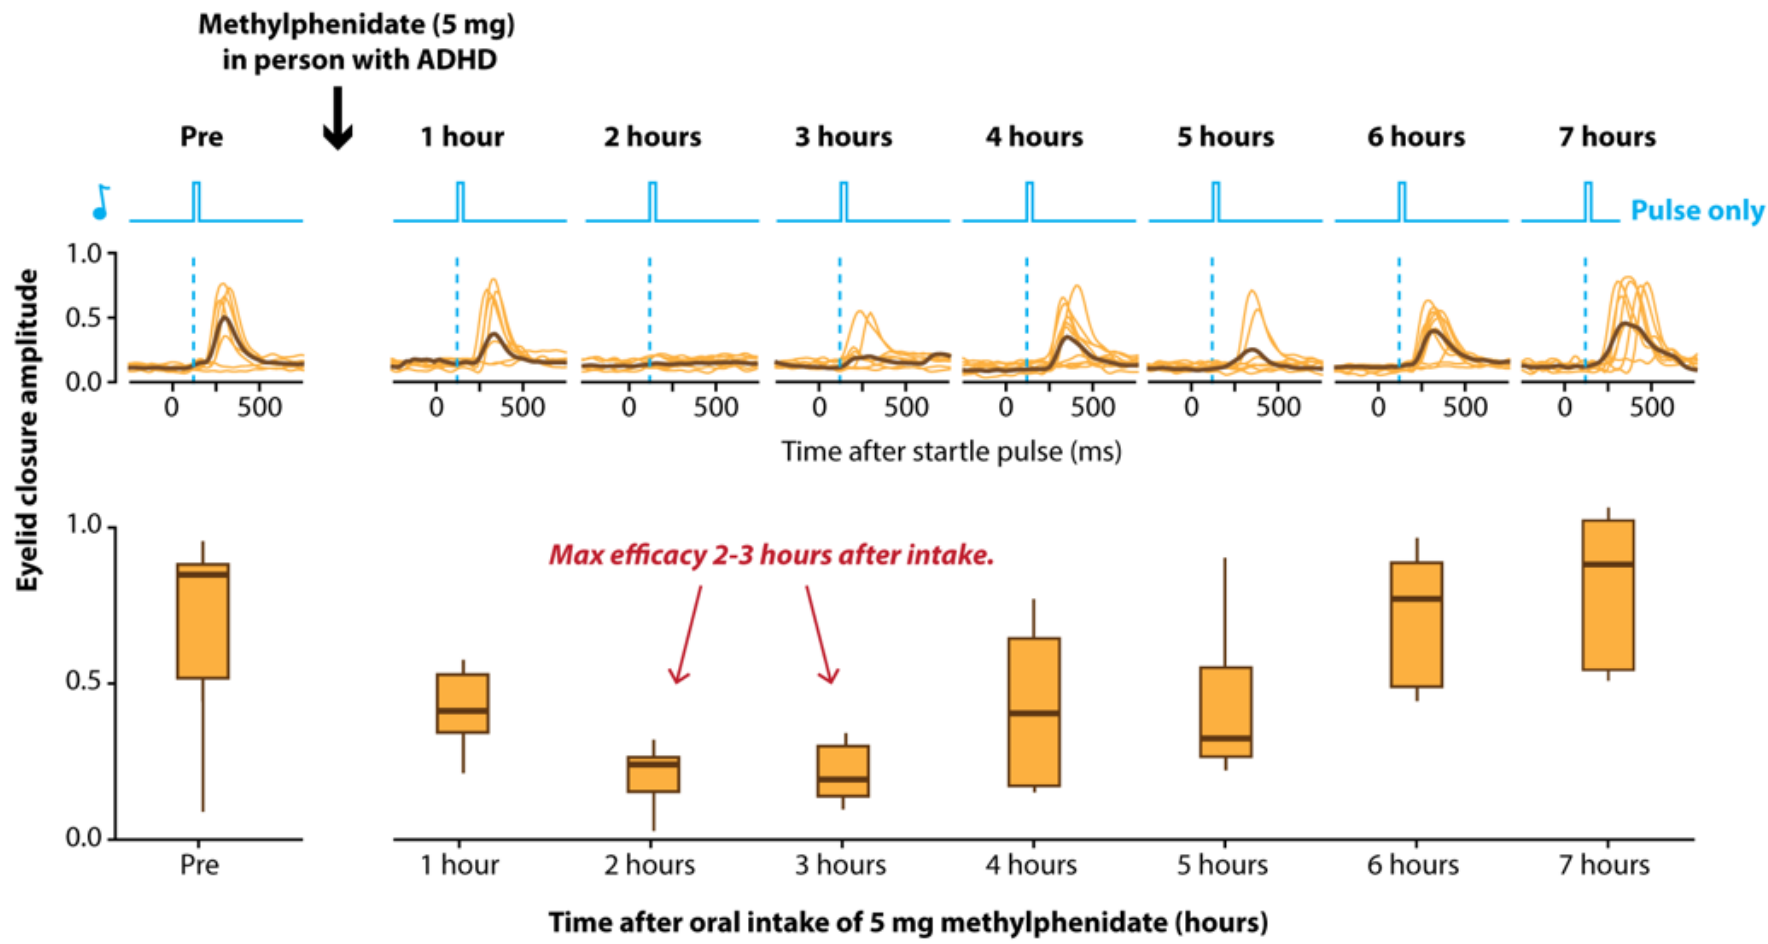 Methylphenidate (5 mg)
in person with ADHD
Pre
1 hour
2 hours
3 hours
4 hours
5 hours
6 hours
7 hours
Pulse only
Eyelid closure amplitude
1.0
0.5
0.0
0 500
0 500
0 500
0 500
0 500
0 500
0 500
0 500
Time after startle pulse (ms)
1.0
0.5
0.0
Max efficacy 2-3 hours after intake.
Pre
1 hour
2 hours
3 hours
4 hours
5 hours
6 hours
7 hours
Time after oral intake of 5 mg methylphenidate (hours)